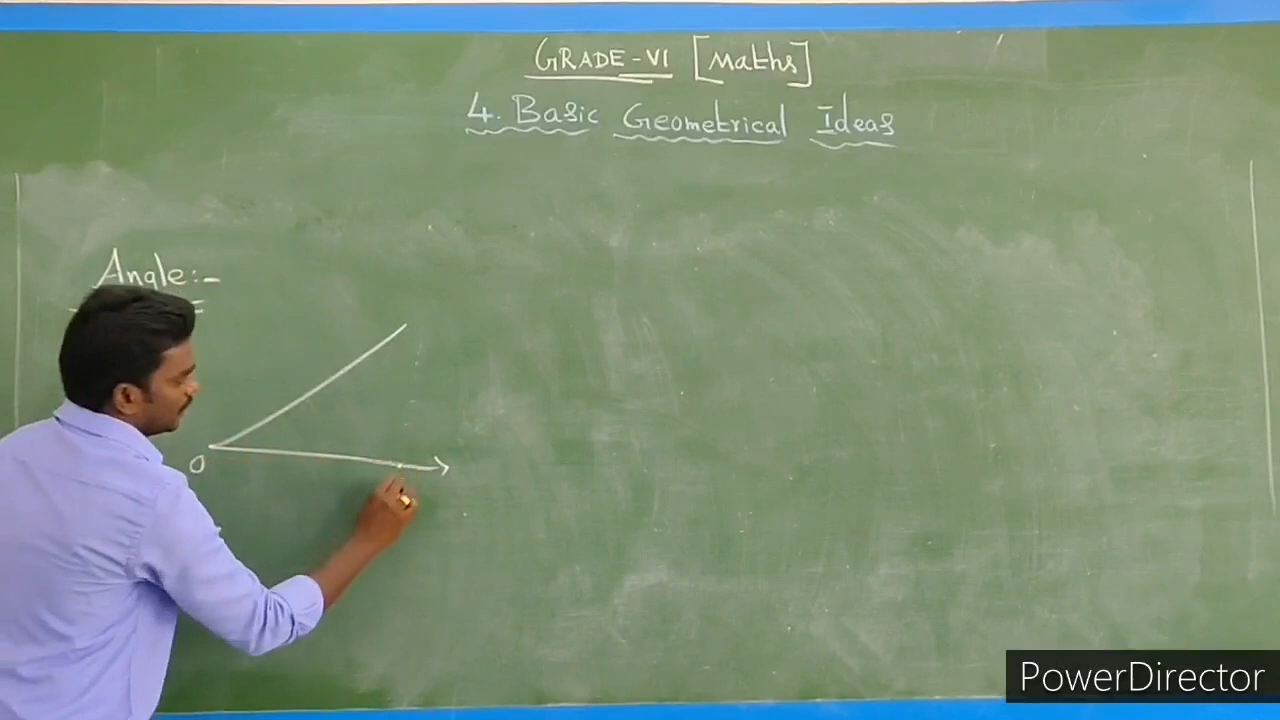 GRADE-VI [Maths]
4. Basic Geometrical Ideas
Angle:-
O
PowerDirector